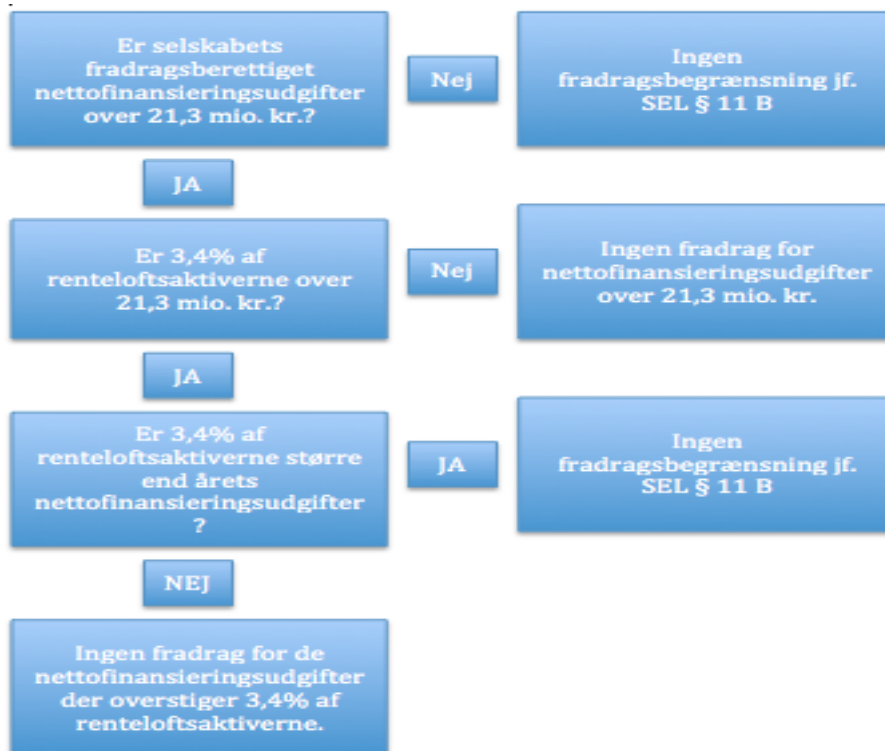 Er selskabets
fradragsberettiget
nettofinansieringsudgifter
over 21,3 mio. kr.?
Nej
Ingen
fradragsbegrænsning jf.
SEL § 11 B
JA
Er 3,4% af
renteloftsaktiverne over
21,3 mio. kr.?
Nej
Ingen fradrag for
nettofinansieringsudgifter
over 21,3 mio. kr.
JA
Er 3,4% af
renteloftsaktiverne større
end årets
nettofinansieringsudgifter
?
JA
Ingen
fradragsbegrænsning jf.
SEL § 11 B
NEJ
Ingen fradrag for de
nettofinansieringsudgifter
der overstiger 3,4% af
renteloftsaktiverne.